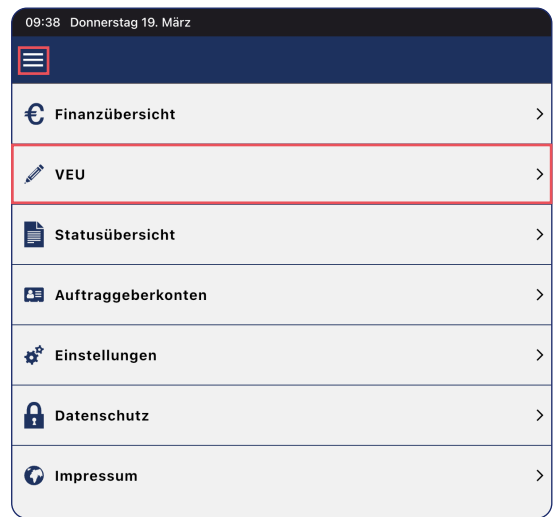 09:38 Donnerstag 19. März
Finanzübersicht
VEU
Statusübersicht
Auftraggeberkonten
Einstellungen
Datenschutz
Impressum